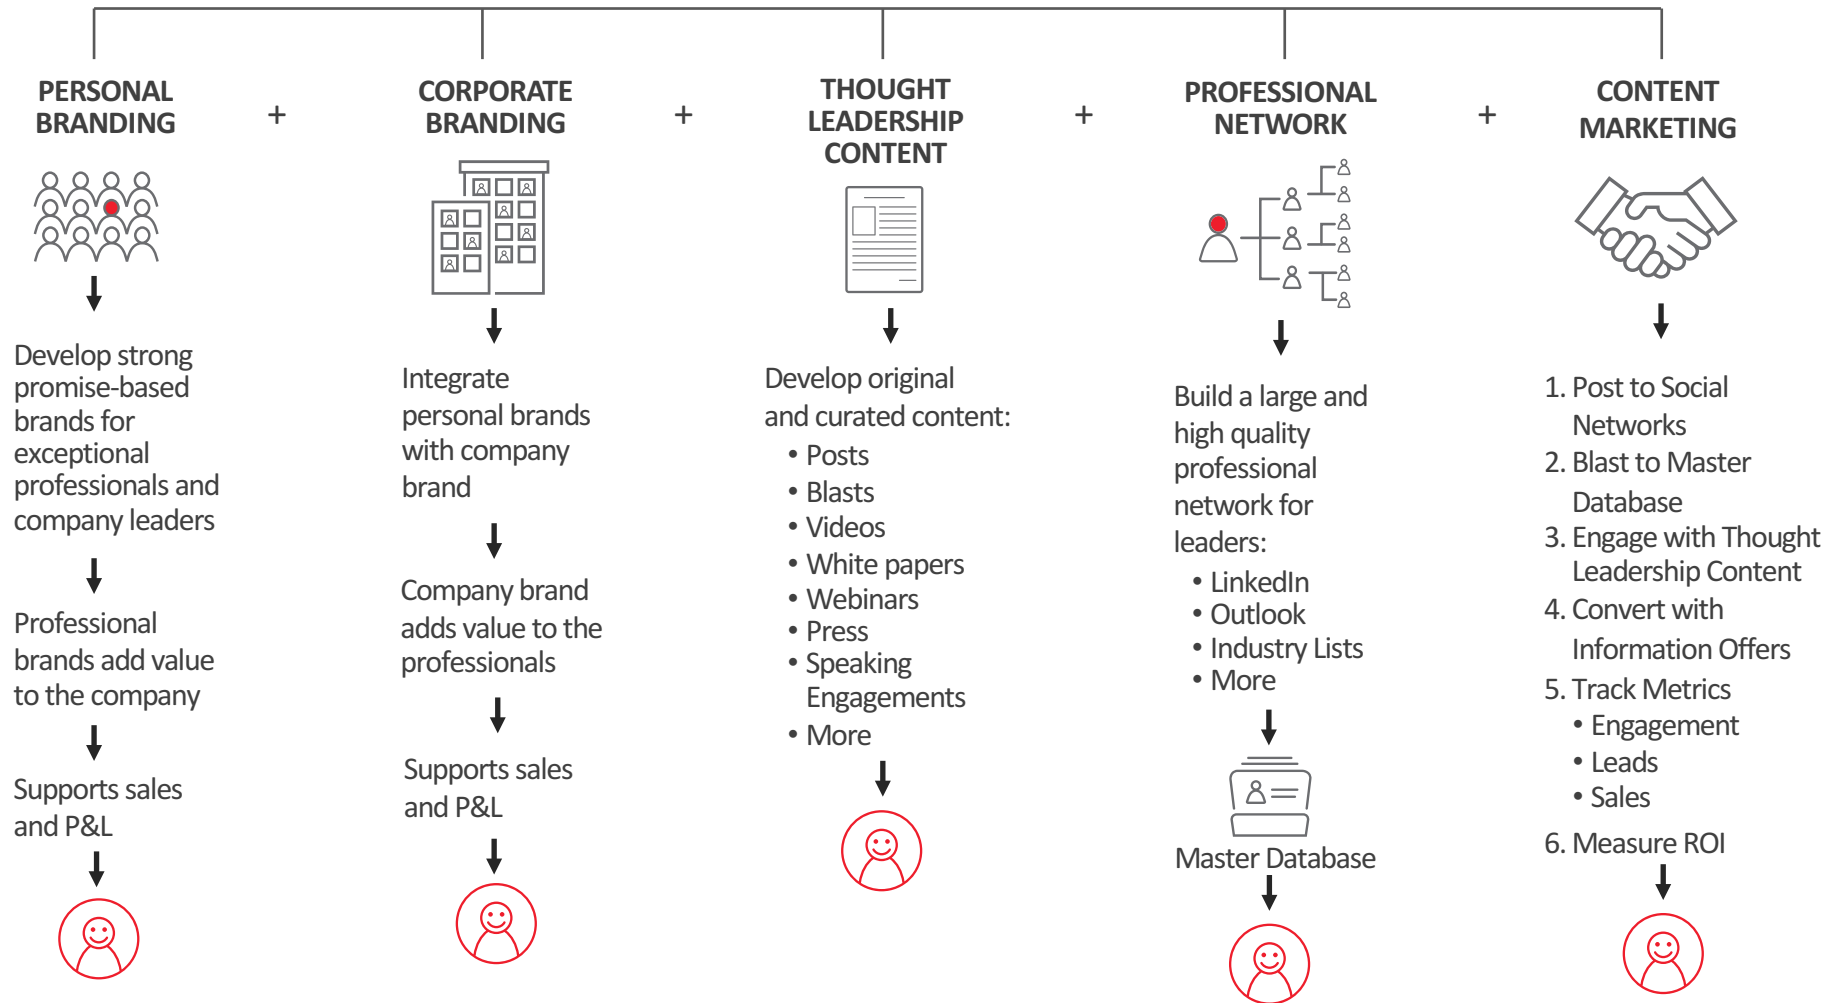 PERSONAL
BRANDING
+
CORPORATE
BRANDING
+
THOUGHT
LEADERSHIP
CONTENT
+
PROFESSIONAL
NETWORK
+
CONTENT
MARKETING
Develop strong
promise-based
brands for
exceptional
professionals and
company leaders
Professional
brands add value
to the company
Supports sales
and P&L
Integrate
personal brands
with company
brand
Company brand
adds value to the
professionals
Supports sales
and P&L
Develop original
and curated content:
• Posts
• Blasts
• Videos
• White papers
• Webinars
• Press
• Speaking
Engagements
• More
Build a large and
high quality
professional
network for
leaders:
• LinkedIn
• Outlook
• Industry Lists
• More
Master Database
1. Post to Social
Networks
2. Blast to Master
Database
3. Engage with Thought
Leadership Content
4. Convert with
Information Offers
5. Track Metrics
• Engagement
• Leads
• Sales
6. Measure ROI